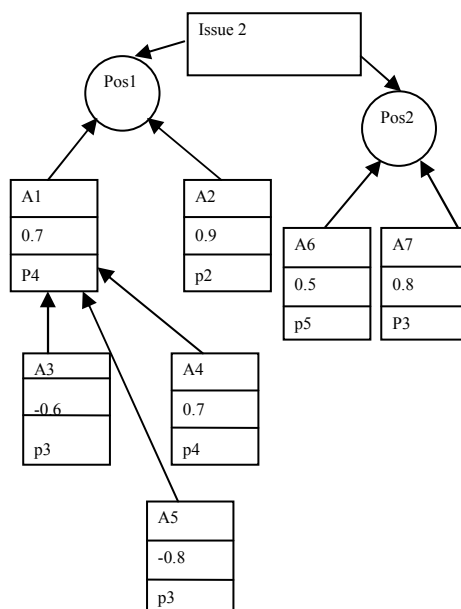 Issue 2
Pos1
Pos2
A1
0.7
P4
A2
0.9
p2
A6
0.5
p5
A7
0.8
P3
A3
-0.6
p3
A4
0.7
p4
A5
-0.8
p3